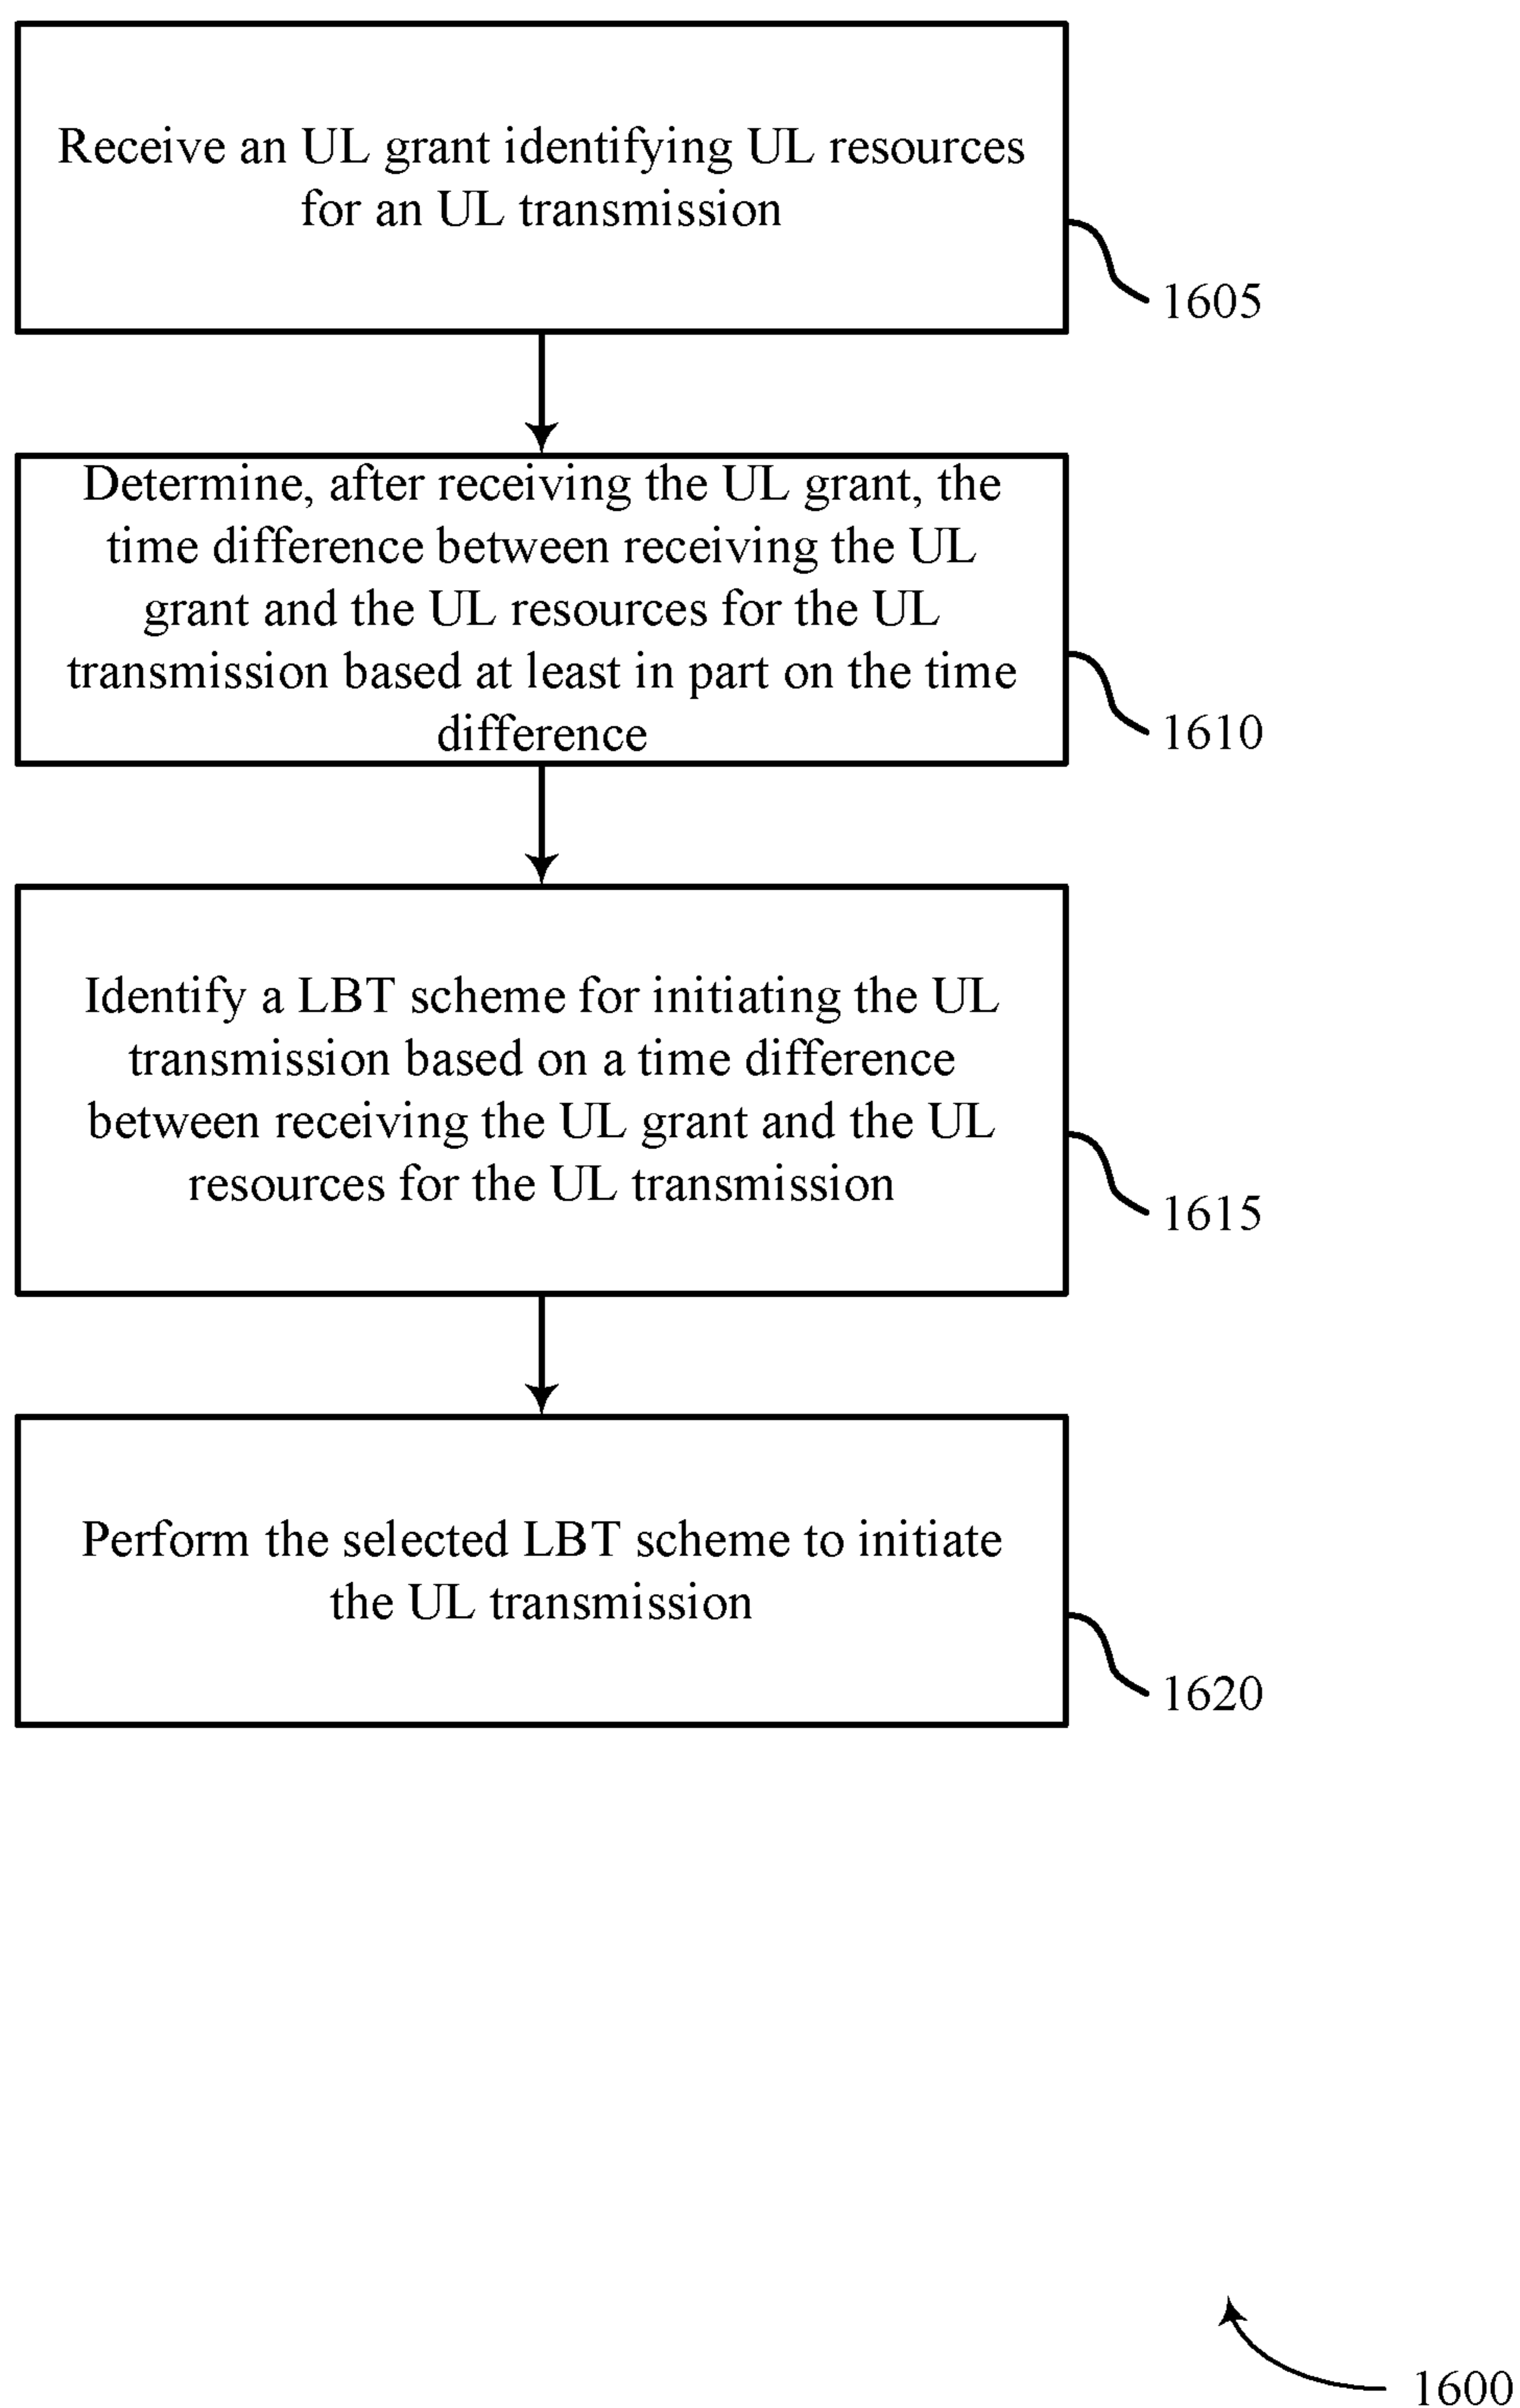 Receive an UL grant identifying UL resources
for an UL transmission
1605
Determine, after receiving the UL grant, the
time difference between receiving the UL
grant and the UL resources for the UL
transmission based at least in part on the time
difference
1610
Identify a LBT scheme for initiating the UL
transmission based on a time difference
between receiving the UL grant and the UL
resources for the UL transmission
1615
Perform the selected LBT scheme to initiate
the UL transmission
1620
1600